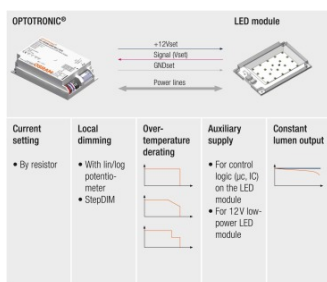 OPTOTRONIC®
LED module
+12Vset
Signal (Vset)
GNDset
Power lines
Current
setting
• By resistor
Local
dimming
• With lin/log
potentio-
meter
• StepDIM
Over-
temperature
derating
Auxiliary
supply
• For control
logic (µc, IC)
on the LED
module
• For 12V low-
power LED
module
Constant
lumen output